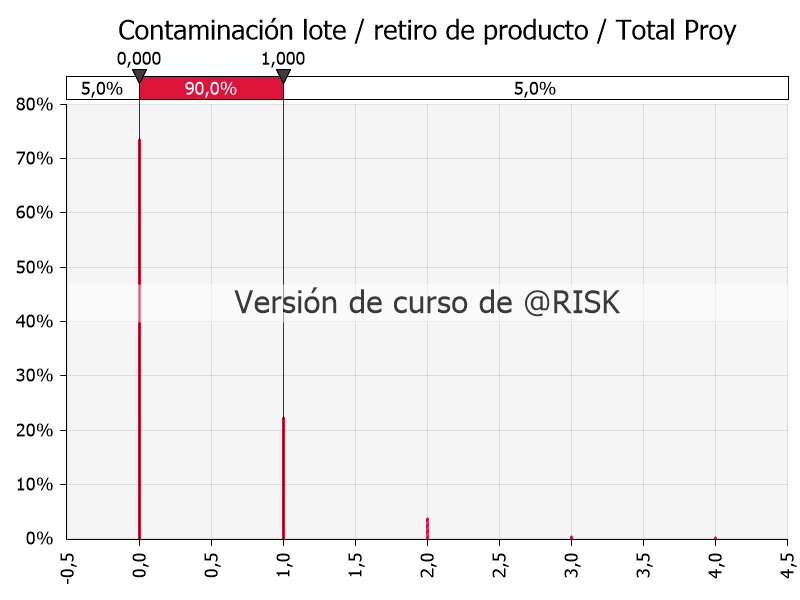 Contaminación lote / retiro de producto / Total Proy
0,000 1,000
5,0% 90,0% 5,0%
80%
70%
60%
50%
Versión de curso de @RISK
40%
30%
20%
10%
0%
-0,5 0,0 0,5 1,0 1,5 2,0 2,5 3,0 3,5 4,0 4,5